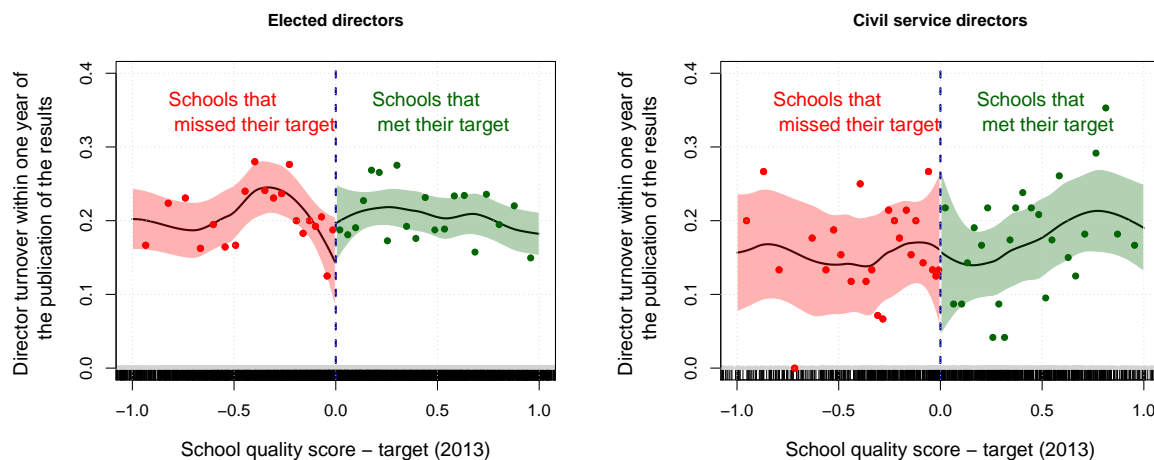 Elected directors
Director turnover within one year of
the publication of the results
0.4
0.3
0.2
0.1
0.0
Schools that
missed their target
Schools that
met their target
−1.0 −0.5 0.0 0.5 1.0
School quality score − target (2013)
Civil service directors
Director turnover within one year of
the publication of the results
0.4
0.3
0.2
0.1
0.0
Schools that
missed their target
Schools that
met their target
−1.0 −0.5 0.0 0.5 1.0
School quality score − target (2013)